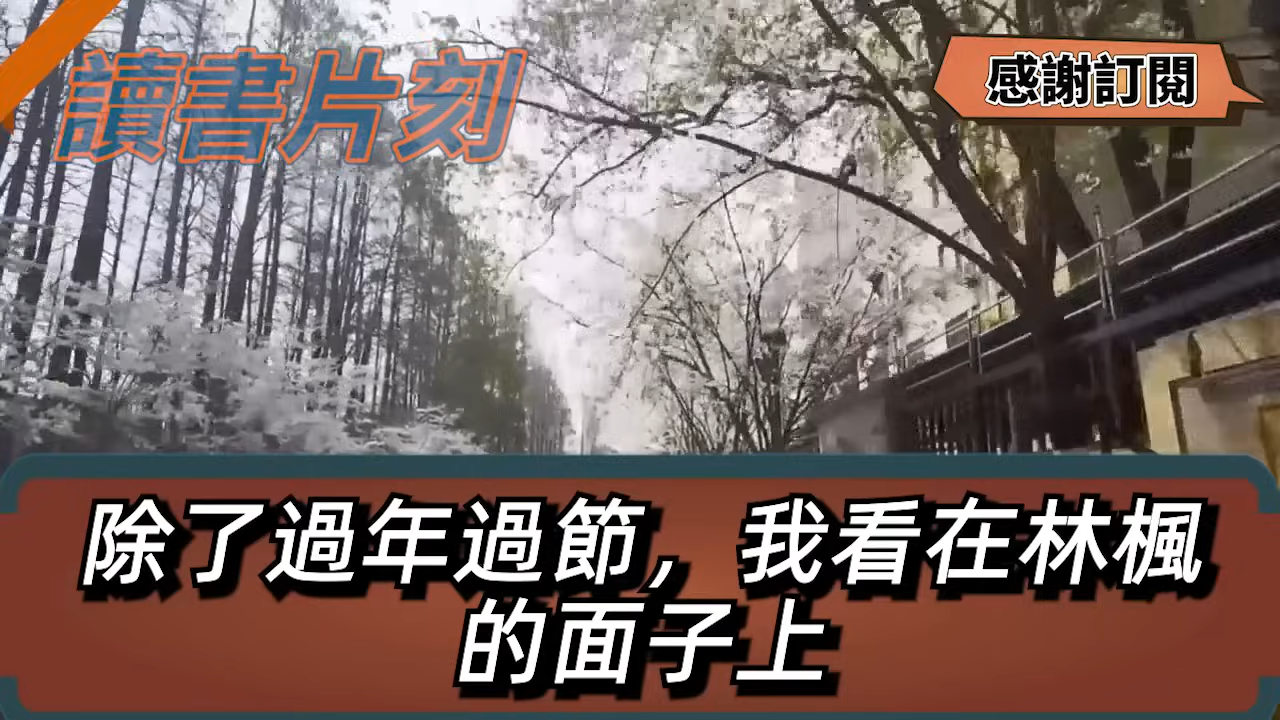 讀書片刻
感謝訂閱
除了過年過節，我看在林楓
的面子上